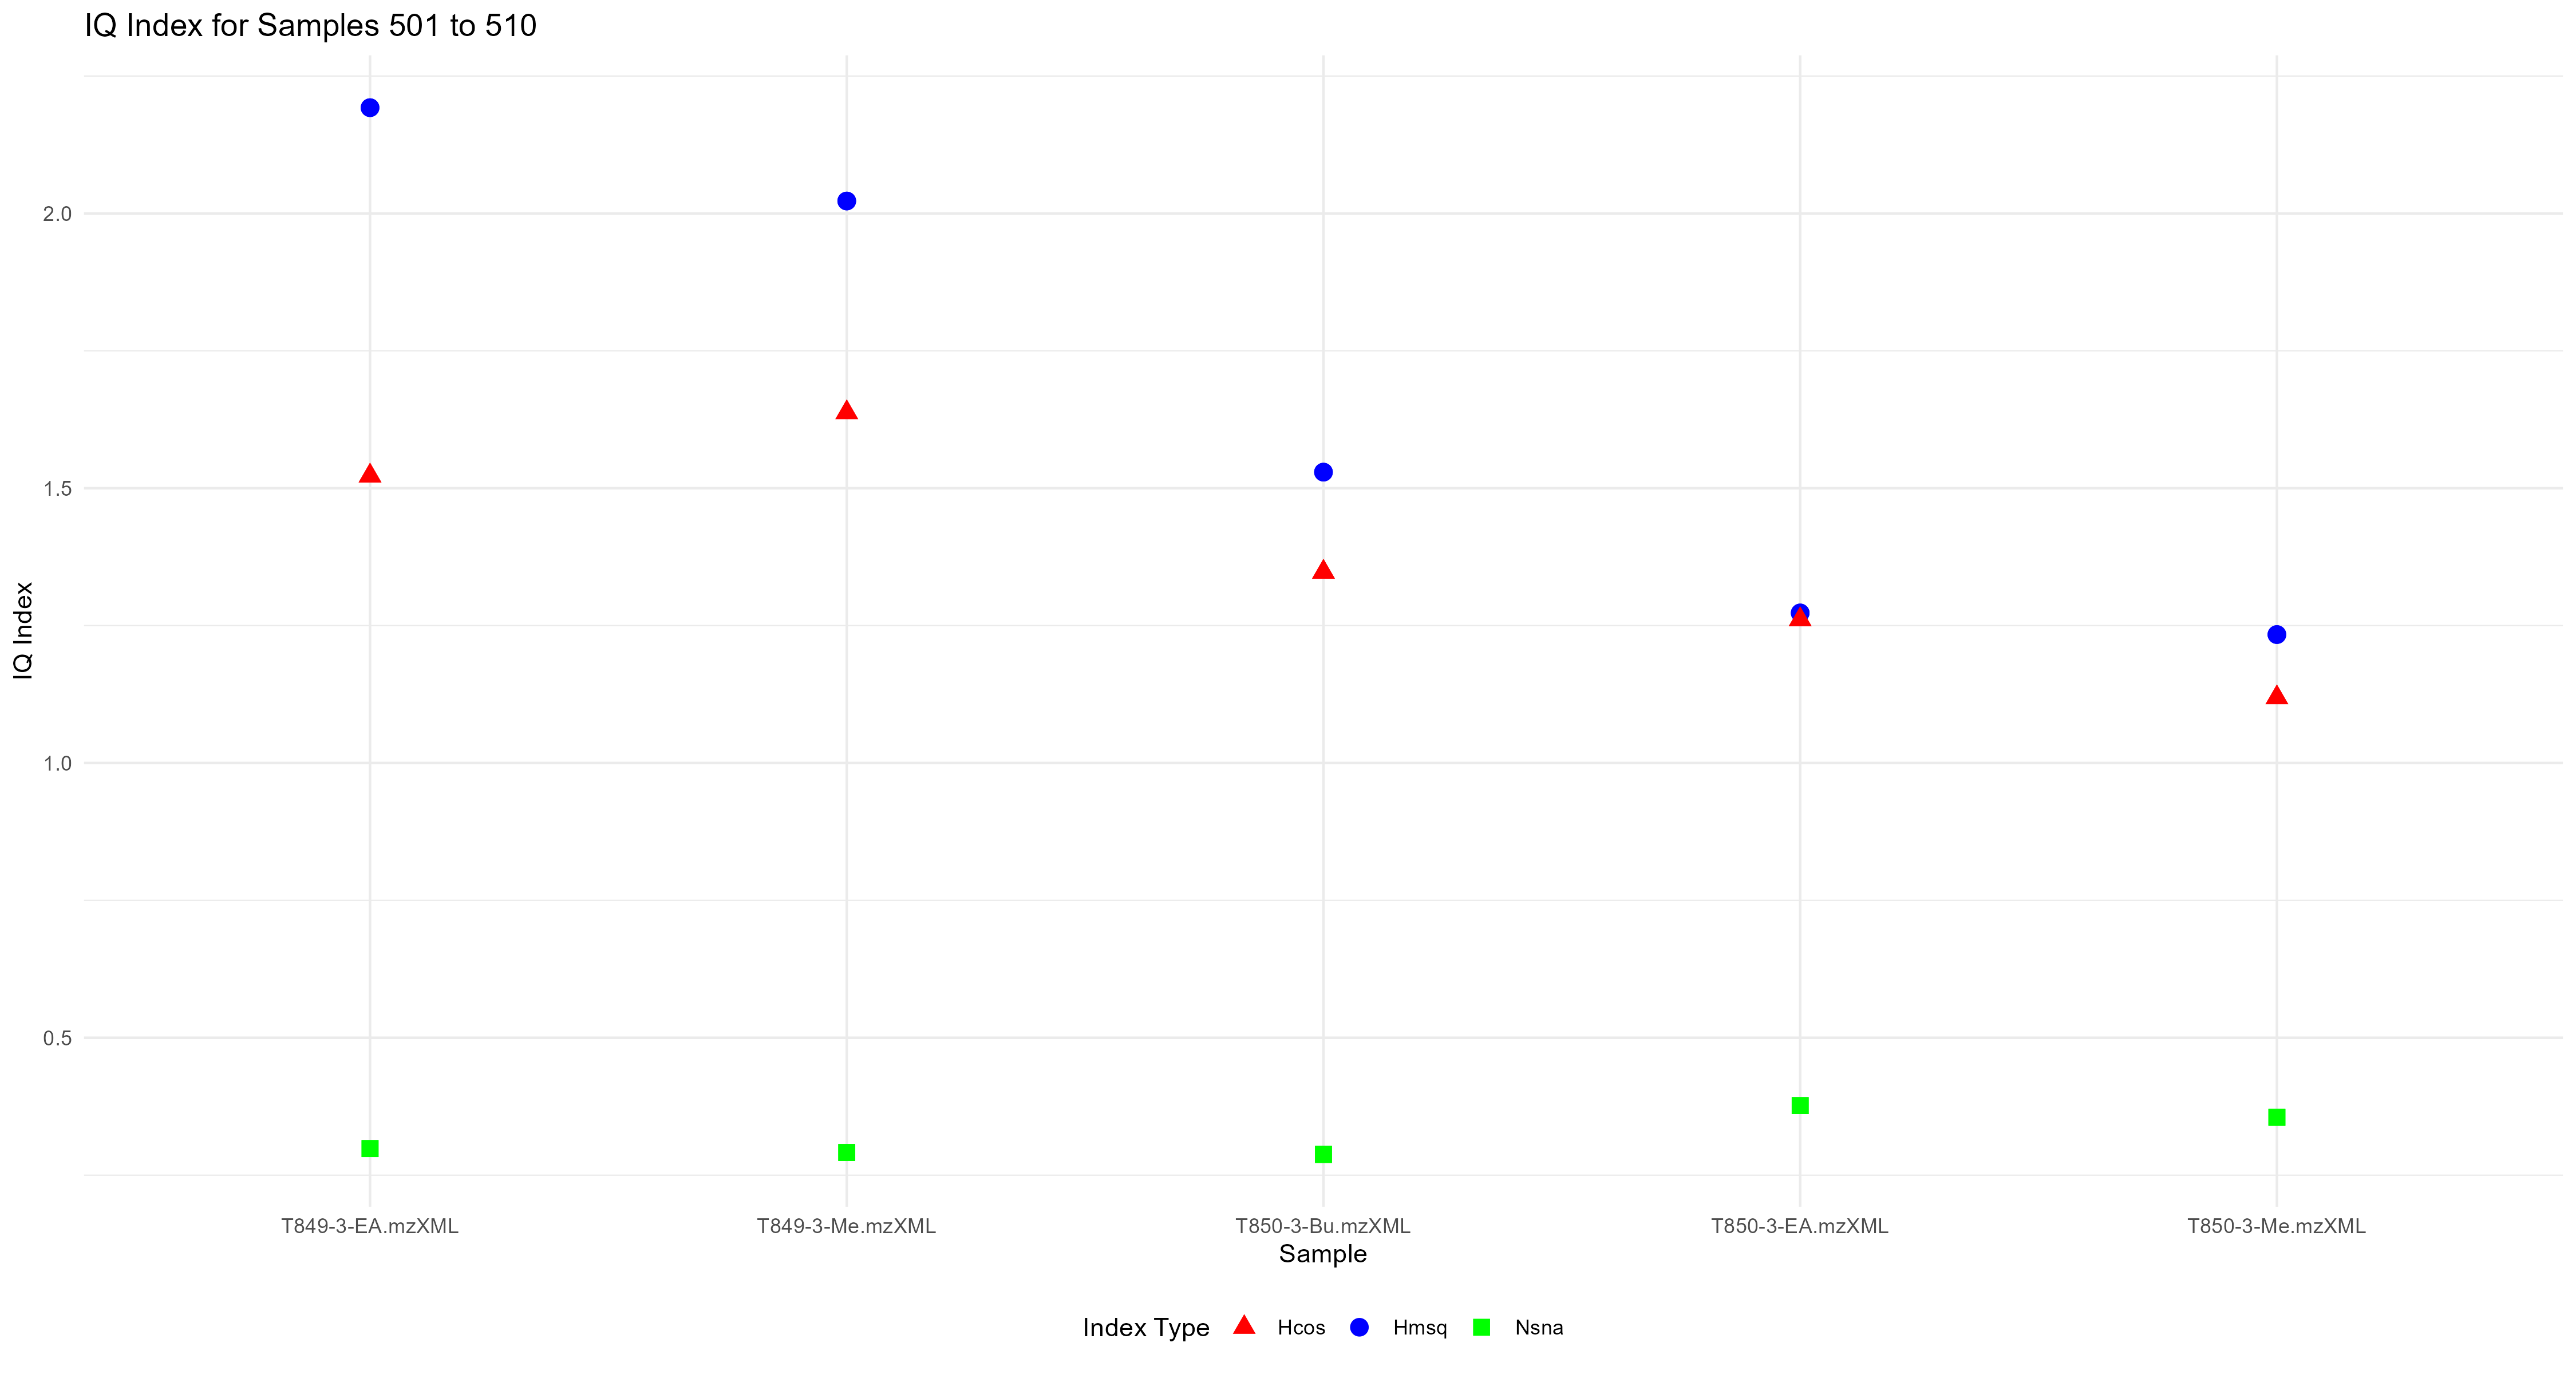 IQ Index for Samples 501 to 510
IQ Index
2.0
1.5
1.0
0.5
T849-3-EA.mzXML T849-3-Me.mzXML T850-3-Bu.mzXML T850-3-EA.mzXML T850-3-Me.mzXML
Sample
Index Type Hcos Hmsq Nsna